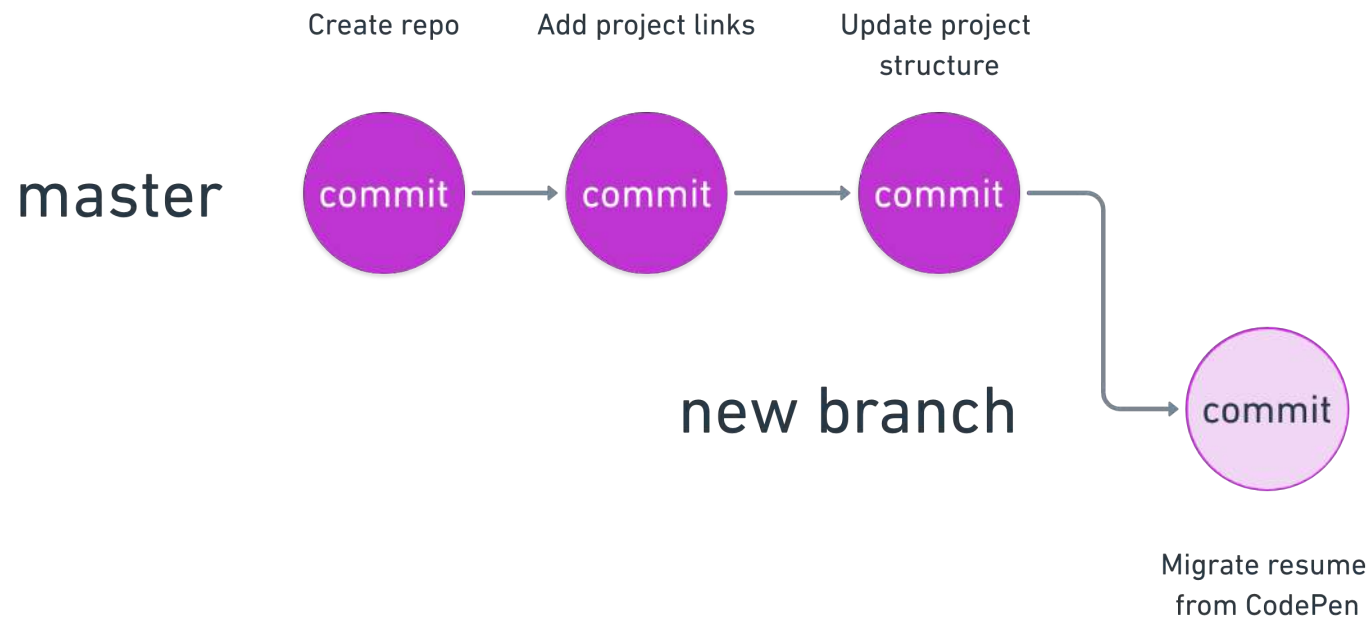 Create repo
Add project links
Update project
structure
master
commit
commit
commit
new branch
commit
Migrate resume
from CodePen